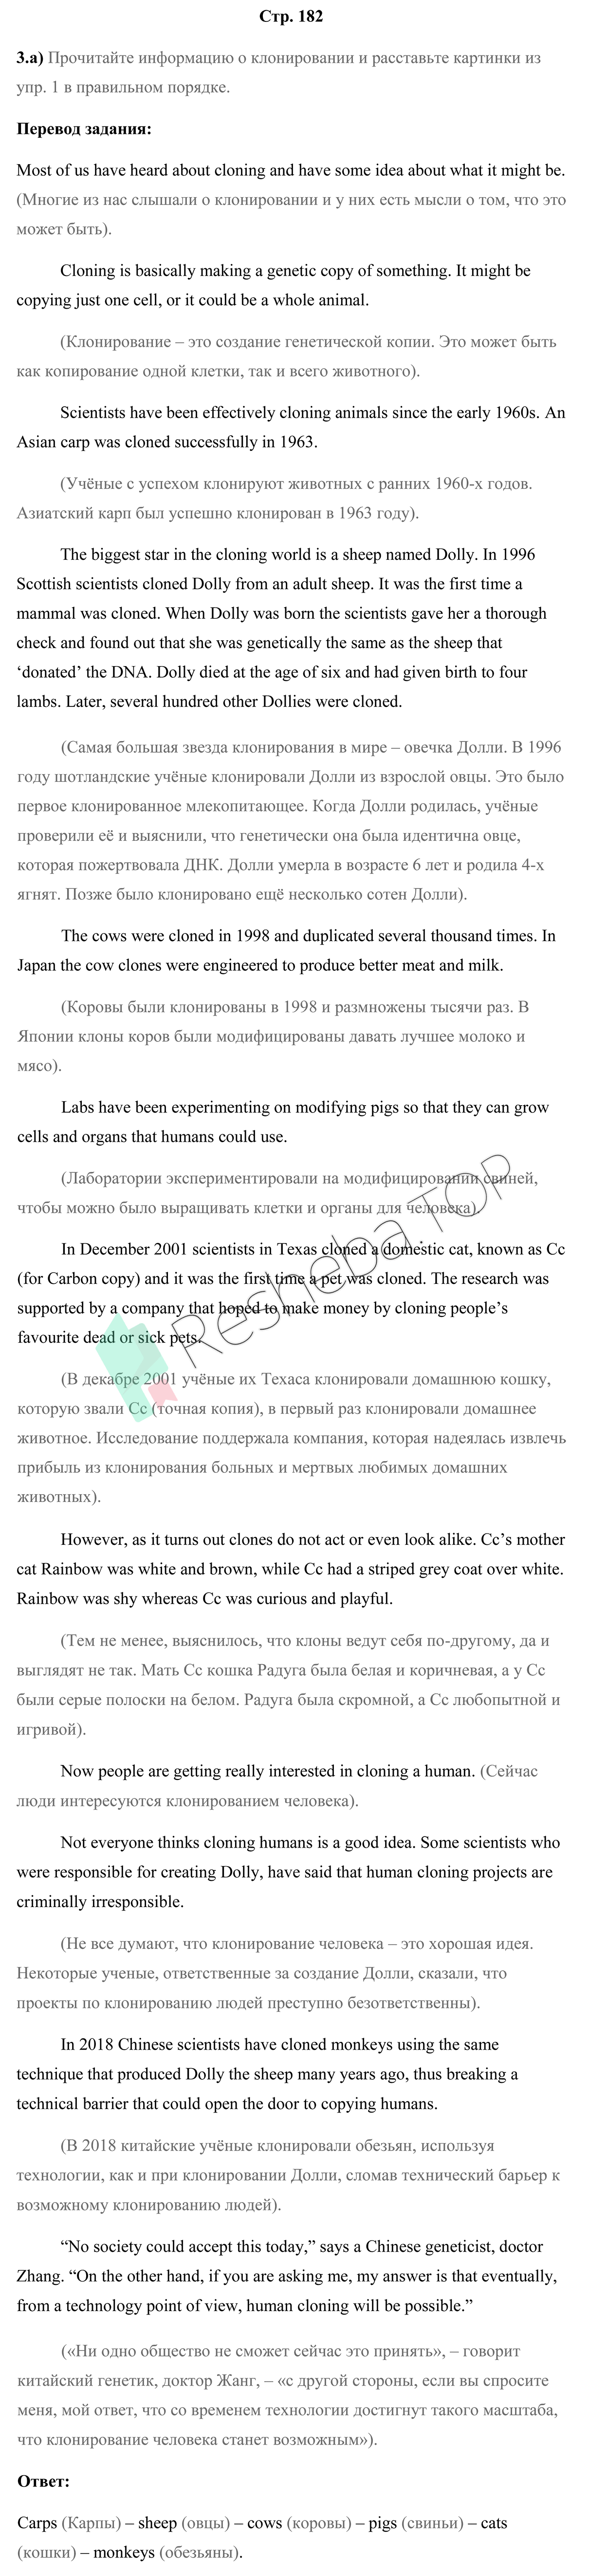 Стр. 182
3.а) Прочитайте информацию о клонировании и расставьте картинки из
упр. 1 в правильном порядке.
Перевод задания:
Most of us have heard about cloning and have some idea about what it might be.
(Многие из нас слышали о клонировании и у них есть мысли о том, что это
может быть).
Cloning is basically making a genetic copy of something. It might be
copying just one cell, or it could be a whole animal.
(Клонирование – это создание генетической копии. Это может быть
как копирование одной клетки, так и всего животного).
Scientists have been effectively cloning animals since the early 1960s. An
Asian carp was cloned successfully in 1963.
(Учёные с успехом клонируют животных с ранних 1960-х годов.
Азиатский карп был успешно клонирован в 1963 году).
The biggest star in the cloning world is a sheep named Dolly. In 1996
Scottish scientists cloned Dolly from an adult sheep. It was the first time a
mammal was cloned. When Dolly was born the scientists gave her a thorough
check and found out that she was genetically the same as the sheep that
‘donated’ the DNA. Dolly died at the age of six and had given birth to four
lambs. Later, several hundred other Dollies were cloned.
(Самая большая звезда клонирования в мире – овечка Долли. В 1996
году шотландские учёные клонировали Долли из взрослой овцы. Это было
первое клонированное млекопитающее. Когда Долли родилась, учёные
проверили её и выяснили, что генетически она была идентична овце,
которая пожертвовала ДНК. Долли умерла в возрасте 6 лет и родила 4-х
ягнят. Позже было клонировано ещё несколько сотен Долли).
The cows were cloned in 1998 and duplicated several thousand times. In
Japan the cow clones were engineered to produce better meat and milk.
(Коровы были клонированы в 1998 и размножены тысячи раз. В
Японии клоны коров были модифицированы давать лучшее молоко и
мясо).
Labs have been experimenting on modifying pigs so that they can grow
cells and organs that humans could use.
(Лаборатории экспериментировали на модифицировании свиней,
чтобы можно было выращивать клетки и органы для человека).
In December 2001 scientists in Texas cloned a domestic cat, known as Cc
(for Carbon copy) and it was the first time a pet was cloned. The research was
supported by a company that hoped to make money by cloning people’s
favourite dead or sick pets.
Resheba TOP
(В декабре 2001 учёные их Техаса клонировали домашнюю кошку,
которую звали Cc (точная копия), в первый раз клонировали домашнее
животное. Исследование поддержала компания, которая надеялась извлечь
прибыль из клонирования больных и мертвых любимых домашних
животных).
However, as it turns out clones do not act or even look alike. Cc’s mother
cat Rainbow was white and brown, while Cc had a striped grey coat over white.
Rainbow was shy whereas Cc was curious and playful.
(Тем не менее, выяснилось, что клоны ведут себя по-другому, да и
выглядят не так. Мать Cc кошка Радуга была белая и коричневая, а у Cc
были серые полоски на белом. Радуга была скромной, а Cc любопытной и
игривой).
Now people are getting really interested in cloning a human. (Сейчас
люди интересуются клонированием человека).
Not everyone thinks cloning humans is a good idea. Some scientists who
were responsible for creating Dolly, have said that human cloning projects are
criminally irresponsible.
(Не все думают, что клонирование человека – это хорошая идея.
Некоторые ученые, ответственные за создание Долли, сказали, что
проекты по клонированию людей преступно безответственны).
In 2018 Chinese scientists have cloned monkeys using the same
technique that produced Dolly the sheep many years ago, thus breaking a
technical barrier that could open the door to copying humans.
(В 2018 китайские учёные клонировали обезьян, используя
технологии, как и при клонировании Долли, сломав технический барьер к
возможному клонированию людей).
“No society could accept this today,” says a Chinese geneticist, doctor
Zhang. “On the other hand, if you are asking me, my answer is that eventually,
from a technology point of view, human cloning will be possible.”
(«Ни одно общество не сможет сейчас это принять», – говорит
китайский генетик, доктор Жанг, – «с другой стороны, если вы спросите
меня, мой ответ, что со временем технологии достигнут такого масштаба,
что клонирование человека станет возможным»).
Ответ:
Carps (Карпы) – sheep (овцы) – cows (коровы) – pigs (свиньи) – cats
(кошки) – monkeys (обезьяны).